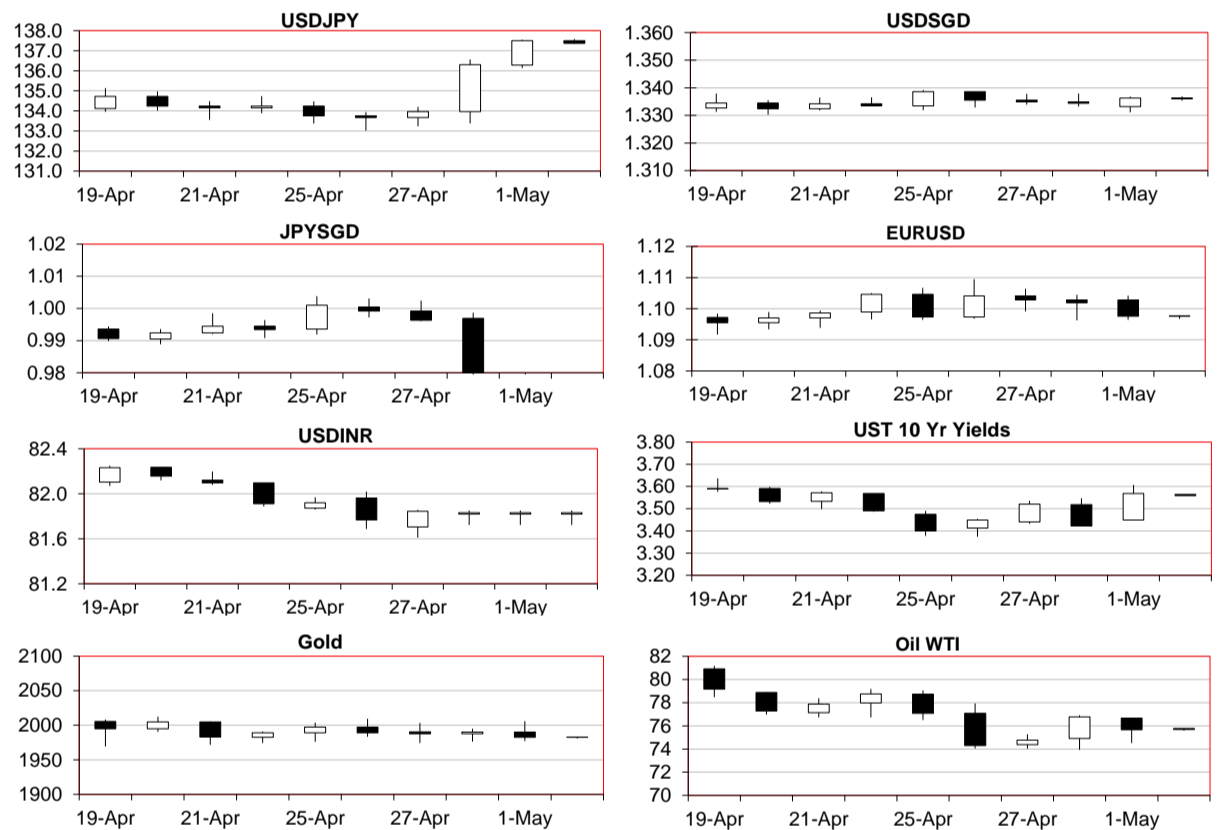 USDJPY
138.0
137.0
136.0
135.0
134.0
133.0
132.0
131.0
19-Apr 21-Apr 25-Apr 27-Apr 1-May
USDSGD
1.360
1.350
1.340
1.330
1.320
1.310
19-Apr 21-Apr 25-Apr 27-Apr 1-May
JPYSGD
1.02
1.01
1.00
0.99
0.98
19-Apr 21-Apr 25-Apr 27-Apr 1-May
EURUSD
1.12
1.11
1.10
1.09
1.08
19-Apr 21-Apr 25-Apr 27-Apr 1-May
USDINR
82.4
82.0
81.6
81.2
19-Apr 21-Apr 25-Apr 27-Apr 1-May
UST 10 Yr Yields
3.80
3.70
3.60
3.50
3.40
3.30
3.20
19-Apr 21-Apr 25-Apr 27-Apr 1-May
Gold
2100
2050
2000
1950
1900
19-Apr 21-Apr 25-Apr 27-Apr 1-May
Oil WTI
82
80
78
76
74
72
70
19-Apr 21-Apr 25-Apr 27-Apr 1-May